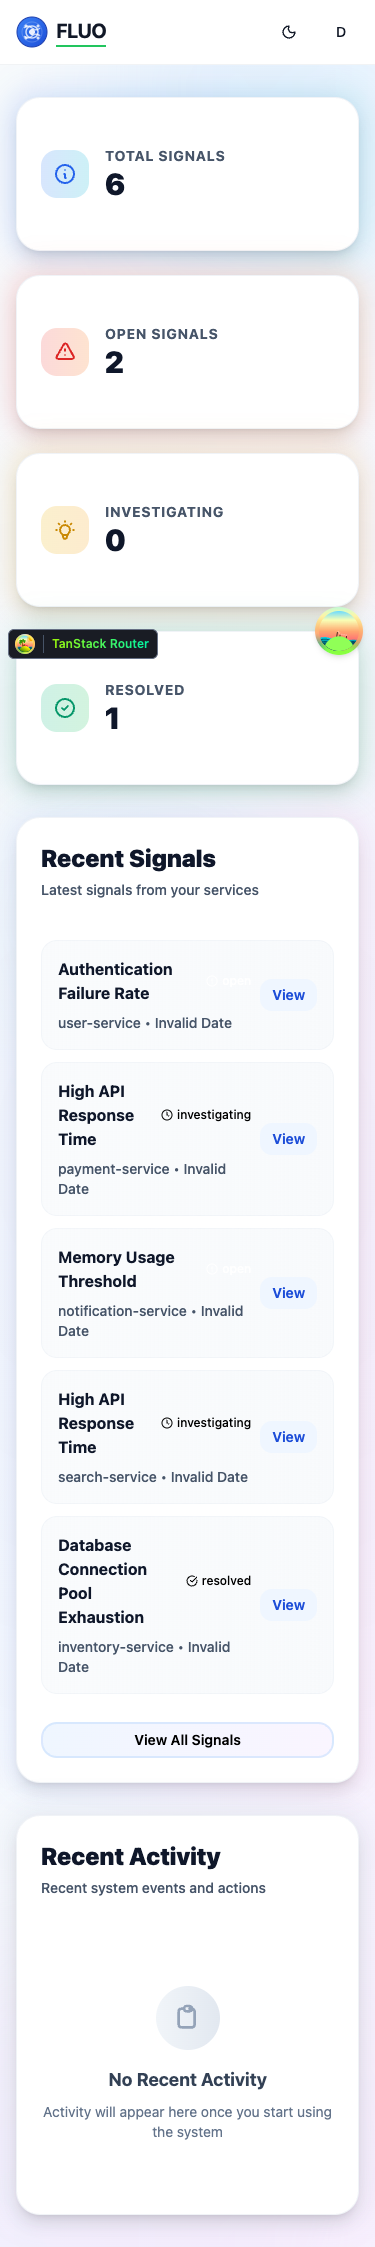 FLUO
D
TOTAL SIGNALS
6
OPEN SIGNALS
2
INVESTIGATING
0
TanStack Router
RESOLVED
1
Recent Signals
Latest signals from your services
Authentication
Failure Rate
user-service • Invalid Date
View
High API
Response
Time
investigating
payment-service • Invalid
Date
View
Memory Usage
Threshold
notification-service • Invalid
Date
View
High API
Response
Time
investigating
search-service • Invalid Date
View
Database
Connection
Pool
Exhaustion
resolved
inventory-service • Invalid
Date
View
View All Signals
Recent Activity
Recent system events and actions
No Recent Activity
Activity will appear here once you start using
the system